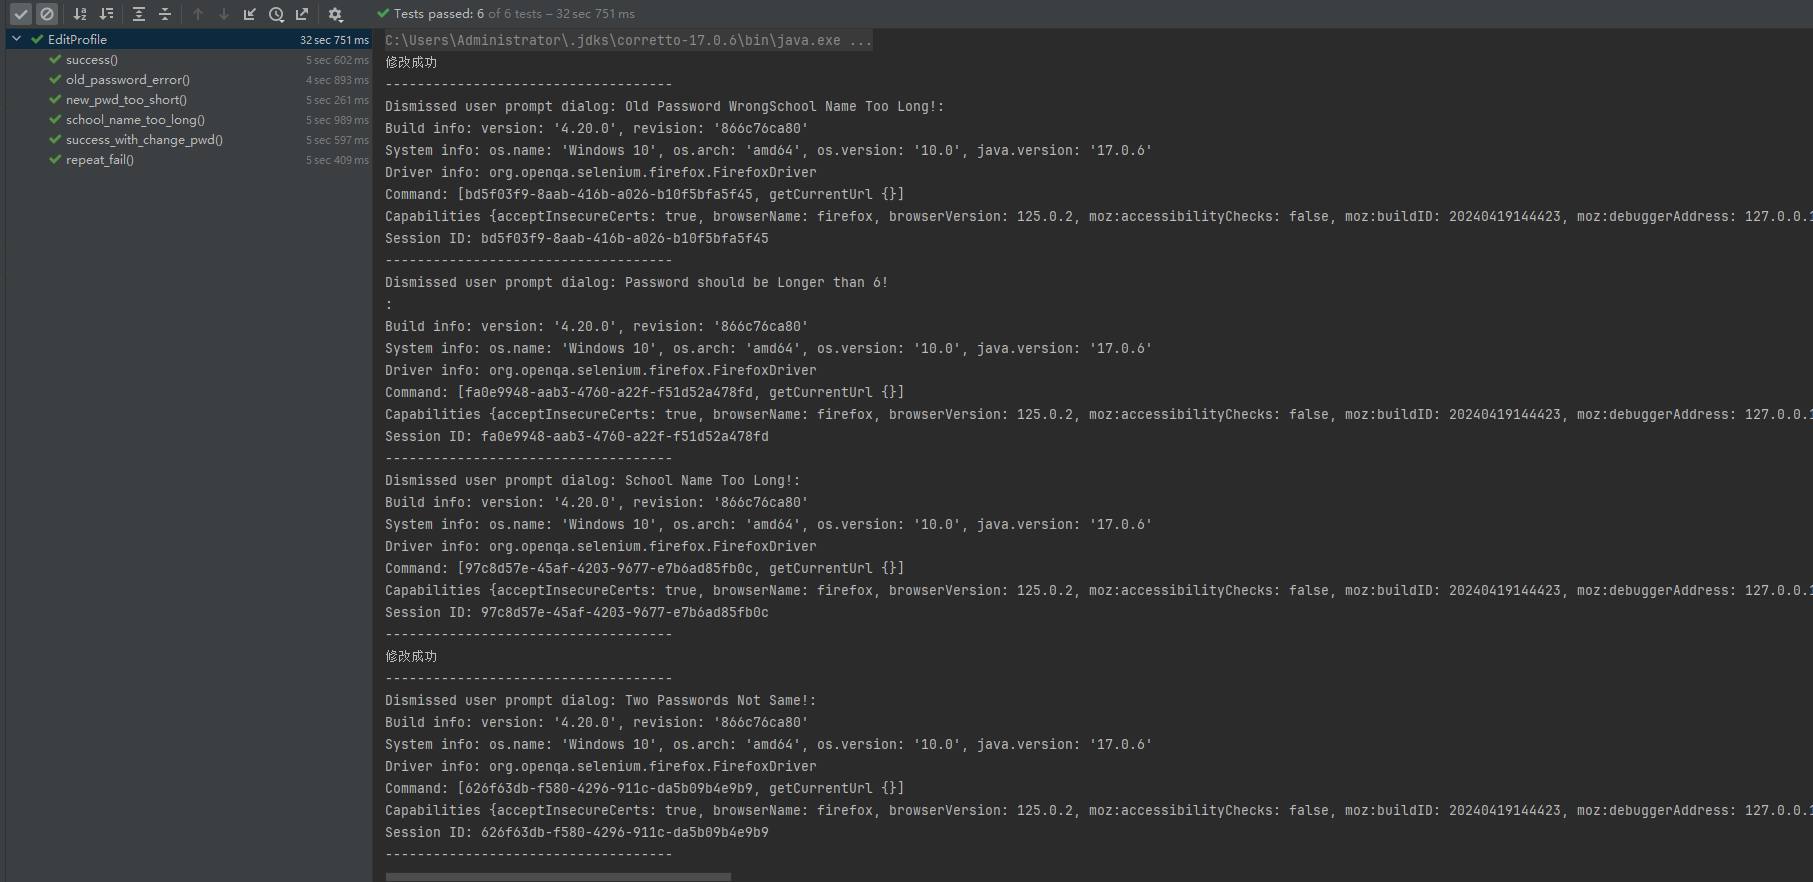 Tests passed: 6 of 6 tests – 32 sec 751 ms
EditProfile 32 sec 751 ms
success() 5 sec 602 ms
old_password_error() 4 sec 893 ms
new_pwd_too_short() 5 sec 261 ms
school_name_too_long() 5 sec 989 ms
success_with_change_pwd() 5 sec 597 ms
repeat_fail() 5 sec 409 ms
C:\Users\Administrator\.jdks\corretto-17.0.6\bin\java.exe ...
修改成功
------------------------------------
Dismissed user prompt dialog: Old Password WrongSchool Name Too Long!:
Build info: version: '4.20.0', revision: '866c76ca80'
System info: os.name: 'Windows 10', os.arch: 'amd64', os.version: '10.0', java.version: '17.0.6'
Driver info: org.openqa.selenium.firefox.FirefoxDriver
Command: [bd5f03f9-8aab-416b-a026-b10f5bfa5f45, getCurrentUrl {}]
Capabilities {acceptInsecureCerts: true, browserName: firefox, browserVersion: 125.0.2, moz:accessibilityChecks: false, moz:buildID: 20240419144423, moz:debuggerAddress: 127.0.0.1
Session ID: bd5f03f9-8aab-416b-a026-b10f5bfa5f45
------------------------------------
Dismissed user prompt dialog: Password should be Longer than 6!
:
Build info: version: '4.20.0', revision: '866c76ca80'
System info: os.name: 'Windows 10', os.arch: 'amd64', os.version: '10.0', java.version: '17.0.6'
Driver info: org.openqa.selenium.firefox.FirefoxDriver
Command: [fa0e9948-aab3-4760-a22f-f51d52a478fd, getCurrentUrl {}]
Capabilities {acceptInsecureCerts: true, browserName: firefox, browserVersion: 125.0.2, moz:accessibilityChecks: false, moz:buildID: 20240419144423, moz:debuggerAddress: 127.0.0.1
Session ID: fa0e9948-aab3-4760-a22f-f51d52a478fd
------------------------------------
Dismissed user prompt dialog: School Name Too Long!:
Build info: version: '4.20.0', revision: '866c76ca80'
System info: os.name: 'Windows 10', os.arch: 'amd64', os.version: '10.0', java.version: '17.0.6'
Driver info: org.openqa.selenium.firefox.FirefoxDriver
Command: [97c8d57e-45af-4203-9677-e7b6ad85fb0c, getCurrentUrl {}]
Capabilities {acceptInsecureCerts: true, browserName: firefox, browserVersion: 125.0.2, moz:accessibilityChecks: false, moz:buildID: 20240419144423, moz:debuggerAddress: 127.0.0.1
Session ID: 97c8d57e-45af-4203-9677-e7b6ad85fb0c
------------------------------------
修改成功
------------------------------------
Dismissed user prompt dialog: Two Passwords Not Same!:
Build info: version: '4.20.0', revision: '866c76ca80'
System info: os.name: 'Windows 10', os.arch: 'amd64', os.version: '10.0', java.version: '17.0.6'
Driver info: org.openqa.selenium.firefox.FirefoxDriver
Command: [626f63db-f580-4296-911c-da5b09b4e9b9, getCurrentUrl {}]
Capabilities {acceptInsecureCerts: true, browserName: firefox, browserVersion: 125.0.2, moz:accessibilityChecks: false, moz:buildID: 20240419144423, moz:debuggerAddress: 127.0.0.1
Session ID: 626f63db-f580-4296-911c-da5b09b4e9b9
------------------------------------